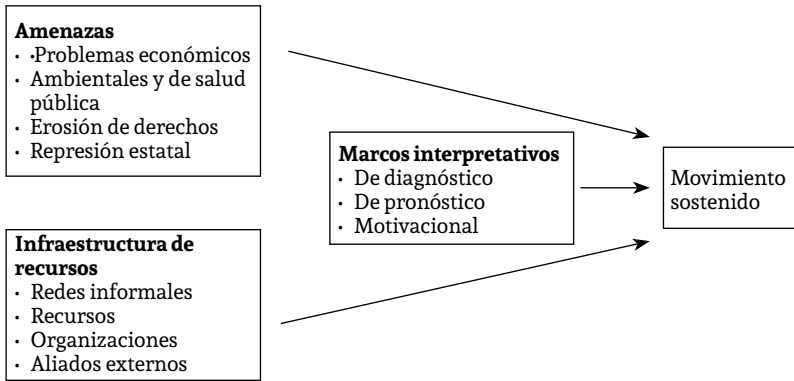 Amenazas
· ·Problemas económicos
· Ambientales y de salud
pública
· Erosión de derechos
· Represión estatal
Marcos interpretativos
· De diagnóstico
· De pronóstico
· Motivacional
Movimiento
sostenido
Infraestructura de
recursos
· Redes informales
· Recursos
· Organizaciones
· Aliados externos